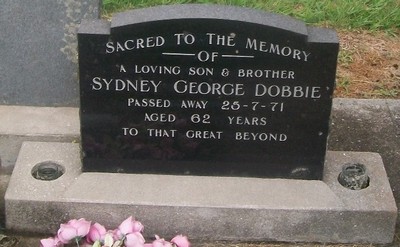 SACRED TO THE MEMORY
OF
A LOVING SON & BROTHER
SYDNEY GEORGE DOBBIE
PASSED AWAY 25-7-71
AGED 62 YEARS
TO THAT GREAT BEYOND